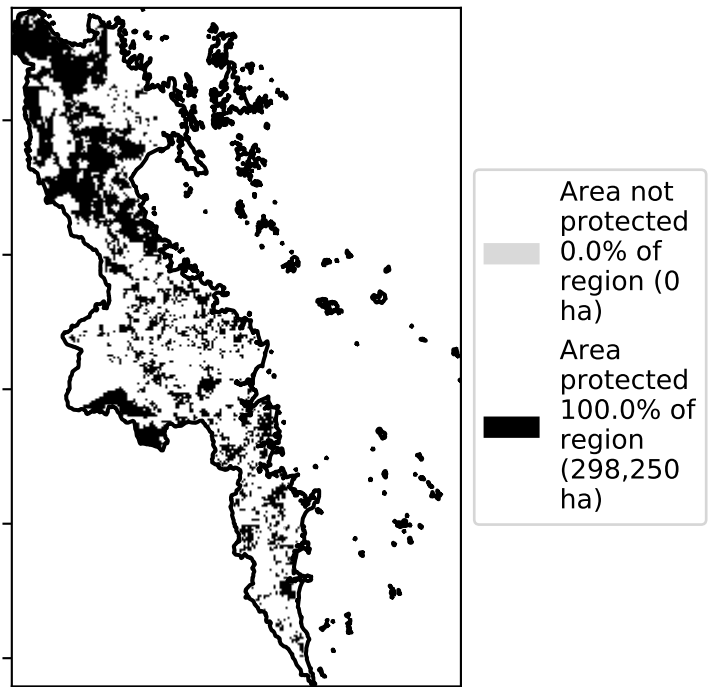 Area not
protected
0.0% of
region (0
ha)
Area
protected
100.0% of
region
(298,250
ha)